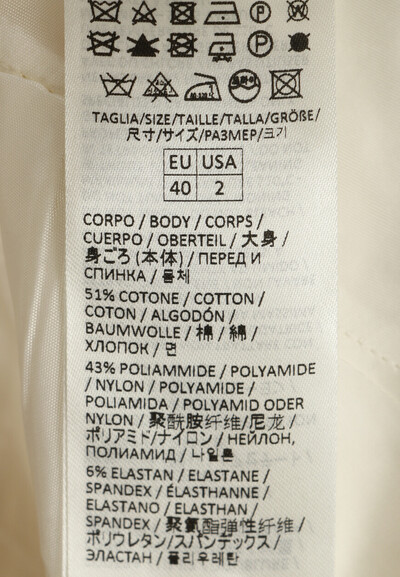 TAGLIA/SIZE/TAILLE/TALLA/GRÖßE/
尺寸/サイズ/РАЗМЕР/크기
EU USA
40 2
CORPO / BODY / CORPS /
CUERPO / OBERTEIL / 大身 /
身ごろ (本体) / ПЕРЕД И
СПИНКА / 몸체
51% COTONE / COTTON /
COTON / ALGODÓN /
BAUMWOLLE / 棉 / 綿 /
ХЛОПОК / 면
43% POLIAMMIDE / POLYAMIDE
/ NYLON / POLYAMIDE /
POLIAMIDA / POLYAMID ODER
NYLON / 聚酰胺纤维/尼龙 /
ポリアミド/ナイロン / НЕЙЛОН,
ПОЛИАМИД / 나일론
6% ELASTAN / ELASTANE /
SPANDEX / ÉLASTHANNE /
ELASTANO / ELASTHAN /
SPANDEX / 聚氨酯弹性纤维 /
ポリウレタン / スパンデックス /
ЭЛАСТАН / 폴리우레탄